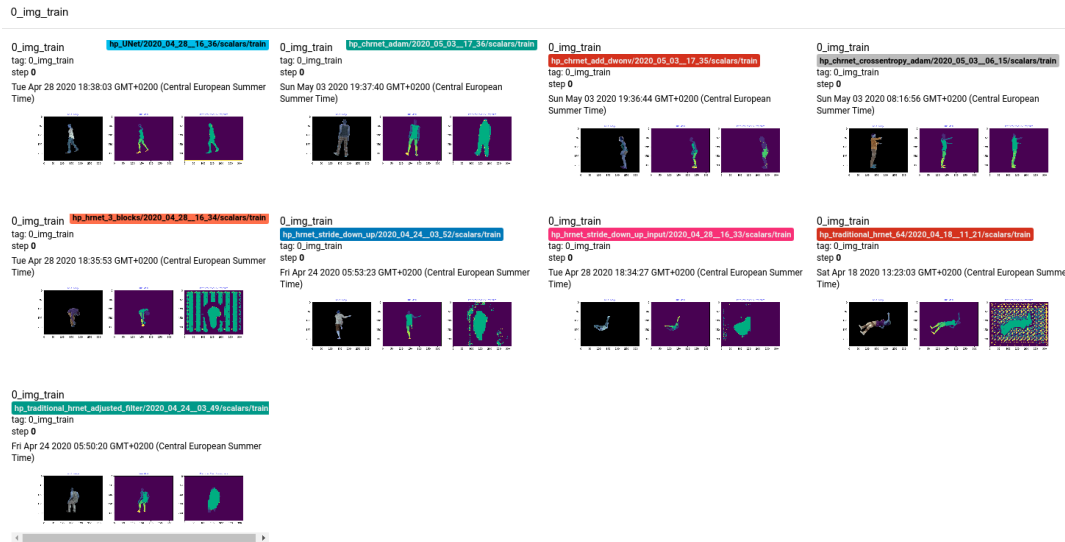 0_img_train
0_img_train
hp_UNet/2020_04_28__16_36/scalars/train
tag: 0_img_train
step 0
Tue Apr 28 2020 18:38:03 GMT+0200 (Central European Summer
Time)
0_img_train
hp_chrnet_adam/2020_05_03__17_36/scalars/train
tag: 0_img_train
step 0
Sun May 03 2020 19:37:40 GMT+0200 (Central European
Summer Time)
0_img_train
hp_chrnet_add_dwonv/2020_05_03__17_35/scalars/train
tag: 0_img_train
step 0
Sun May 03 2020 19:36:44 GMT+0200 (Central European
Summer Time)
0_img_train
hp_chrnet_crossentropy_adam/2020_05_03__06_15/scalars/train
tag: 0_img_train
step 0
Sun May 03 2020 08:16:56 GMT+0200 (Central European
Summer Time)
0_img_train
hp_hrnet_3_blocks/2020_04_28__16_34/scalars/train
tag: 0_img_train
step 0
Tue Apr 28 2020 18:35:53 GMT+0200 (Central European Summer
Time)
0_img_train
hp_hrnet_stride_down_up/2020_04_24__03_52/scalars/train
tag: 0_img_train
step 0
Fri Apr 24 2020 05:53:23 GMT+0200 (Central European Summer
Time)
0_img_train
hp_hrnet_stride_down_up_input/2020_04_28__16_33/scalars/train
tag: 0_img_train
step 0
Tue Apr 28 2020 18:34:27 GMT+0200 (Central European Summer
Time)
0_img_train
hp_traditional_hrnet_64/2020_04_18__11_21/scalars/train
tag: 0_img_train
step 0
Sat Apr 18 2020 13:23:03 GMT+0200 (Central European Summe
Time)
0_img_train
hp_traditional_hrnet_adjusted_filter/2020_04_24__03_49/scalars/train
tag: 0_img_train
step 0
Fri Apr 24 2020 05:50:20 GMT+0200 (Central European Summer
Time)